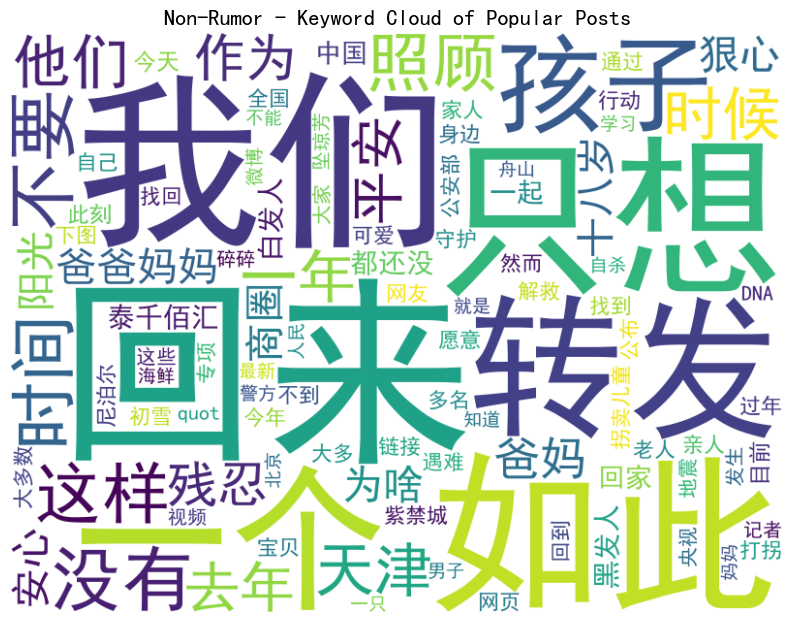 Non-Rumor - Keyword Cloud of Popular Posts
他们
今天
作为
中国
照顾
孩子
通过
狠心
不要
我们
全国
不能
家人
行动
时候
学习
自己
微博
坠琼芳
平安
身边
公安部
舟山
一起
十八岁
只想
找回
大家
此刻
白发人
可爱
守护
然而
自杀
下图
阳光
爸爸妈妈
碎碎
一年
都还没
网友
解救
找到
DNA
回来
泰千佰汇
商圈
人民
就是
转发
时间
这些
海鲜
专项
愿意
公布
尼泊尔
最新
拐卖儿童
初雪
quot
警方
不到
今年
多名
知道
过年
大多数
这样
残忍
北京
大多
链接
遇难
爸妈
老人
亲人
发生
目前
为啥
回家
地震
视频
一个
紫禁城
如此
黑发人
回到
记者
安心
没有
去年
宝贝
天津
男子
央视
打拐
妈妈
一只
网页